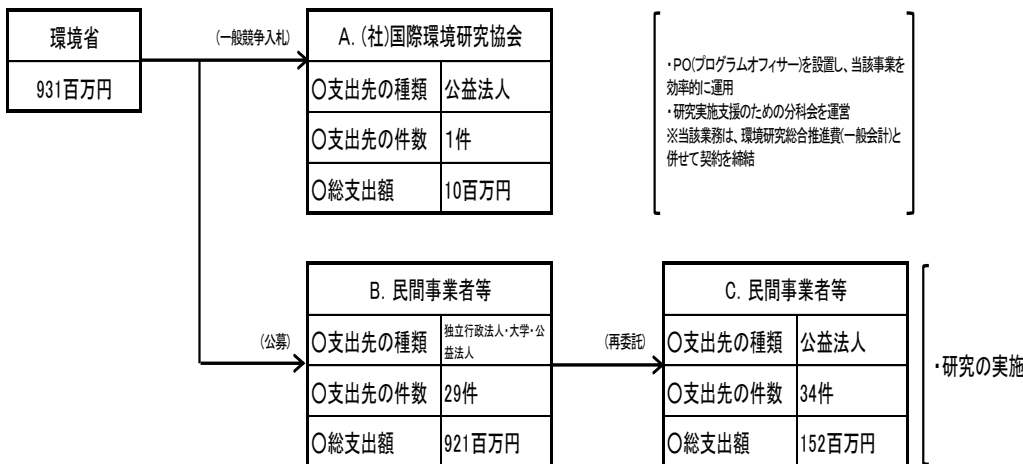 環境省
931百万円
(一般競争入札)
A. (社)国際環境研究協会
○支出先の種類 公益法人
○支出先の件数 1件
○総支出額 10百万円
・PO(プログラムオフィサー)を設置し、当該事業を
効率的に運用
・研究実施支援のための分科会を運営
※当該業務は、環境研究総合推進費(一般会計)と
併せて契約を締結
(公募)
B. 民間事業者等
○支出先の種類 独立行政法人・大学・公
益法人
○支出先の件数 29件
○総支出額 921百万円
(再委託)
C. 民間事業者等
○支出先の種類 公益法人
○支出先の件数 34件
○総支出額 152百万円
・研究の実施